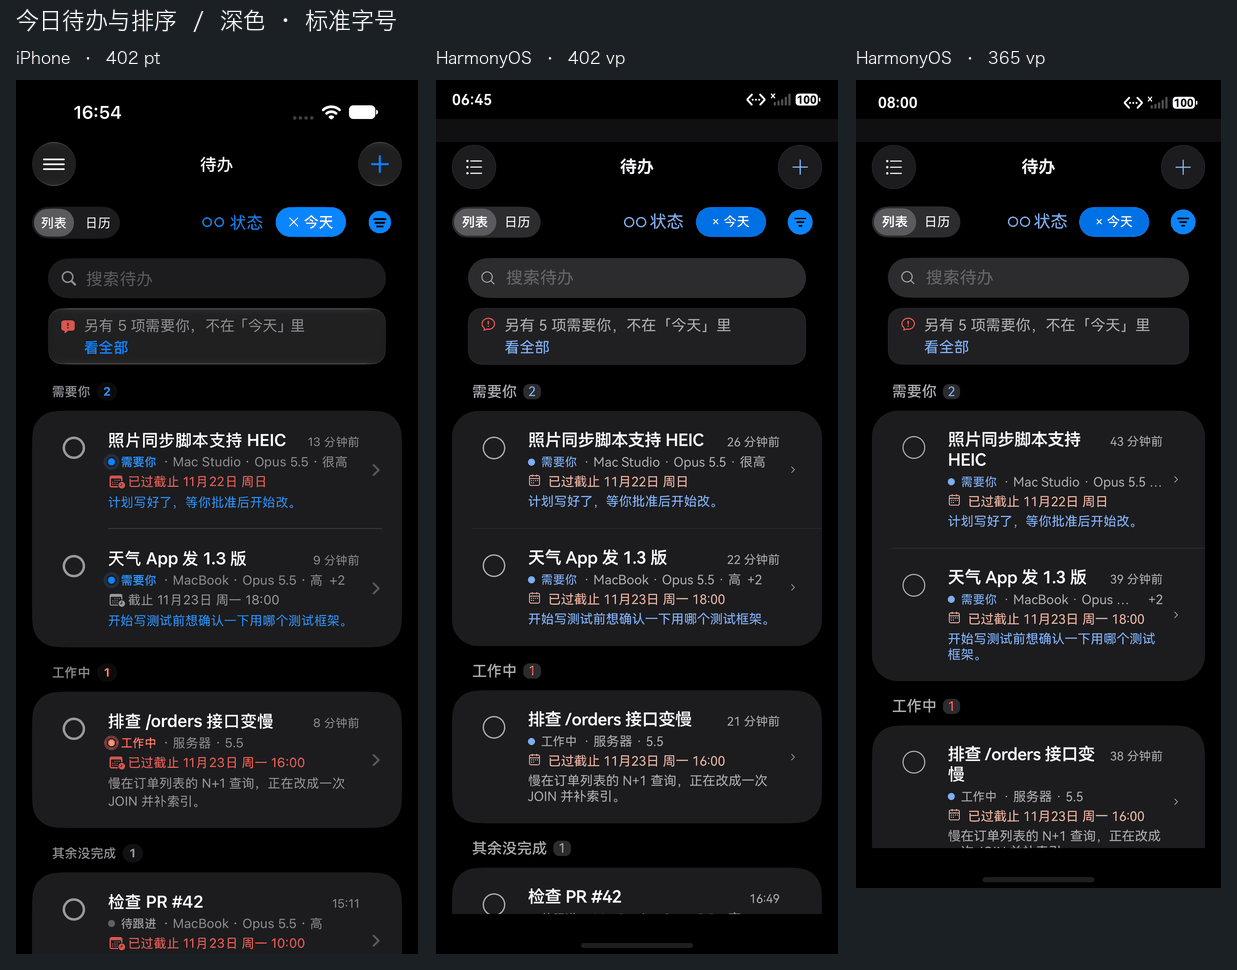 今日待办与排序 / 深色 · 标准字号
iPhone · 402 pt
16:54
待办
列表 日历 状态 × 今天
搜索待办
另有 5 项需要你，不在「今天」里
看全部
需要你 2
照片同步脚本支持 HEIC 13 分钟前
需要你 · Mac Studio · Opus 5.5 · 很高
已过截止 11月22日 周日
计划写好了，等你批准后开始改。
天气 App 发 1.3 版 9 分钟前
需要你 · MacBook · Opus 5.5 · 高 +2
截止 11月23日 周一 18:00
开始写测试前想确认一下用哪个测试框架。
工作中 1
排查 /orders 接口变慢 8 分钟前
工作中 · 服务器 · 5.5
已过截止 11月23日 周一 16:00
慢在订单列表的 N+1 查询，正在改成一次
JOIN 并补索引。
其余没完成 1
检查 PR #42 15:11
待跟进 · MacBook · Opus 5.5 · 高
已过截止 11月23日 周一 10:00
HarmonyOS · 402 vp
06:45 100
待办
列表 日历 状态 × 今天
搜索待办
另有 5 项需要你，不在「今天」里
看全部
需要你 2
照片同步脚本支持 HEIC 26 分钟前
需要你 · Mac Studio · Opus 5.5 · 很高
已过截止 11月22日 周日
计划写好了，等你批准后开始改。
天气 App 发 1.3 版 22 分钟前
需要你 · MacBook · Opus 5.5 · 高 +2
已过截止 11月23日 周一 18:00
开始写测试前想确认一下用哪个测试框架。
工作中 1
排查 /orders 接口变慢 21 分钟前
工作中 · 服务器 · 5.5
已过截止 11月23日 周一 16:00
慢在订单列表的 N+1 查询，正在改成一次
JOIN 并补索引。
其余没完成 1
检查 PR #42 16:49
HarmonyOS · 365 vp
08:00 100
待办
列表 日历 状态 × 今天
搜索待办
另有 5 项需要你，不在「今天」里
看全部
需要你 2
照片同步脚本支持 43 分钟前
HEIC
需要你 · Mac Studio · Opus 5.5 ...
已过截止 11月22日 周日
计划写好了，等你批准后开始改。
天气 App 发 1.3 版 39 分钟前
需要你 · MacBook · Opus ... +2
已过截止 11月23日 周一 18:00
开始写测试前想确认一下用哪个测试
框架。
工作中 1
排查 /orders 接口变 38 分钟前
慢
工作中 · 服务器 · 5.5
已过截止 11月23日 周一 16:00
慢在订单列表的 N+1 查询，正在改成